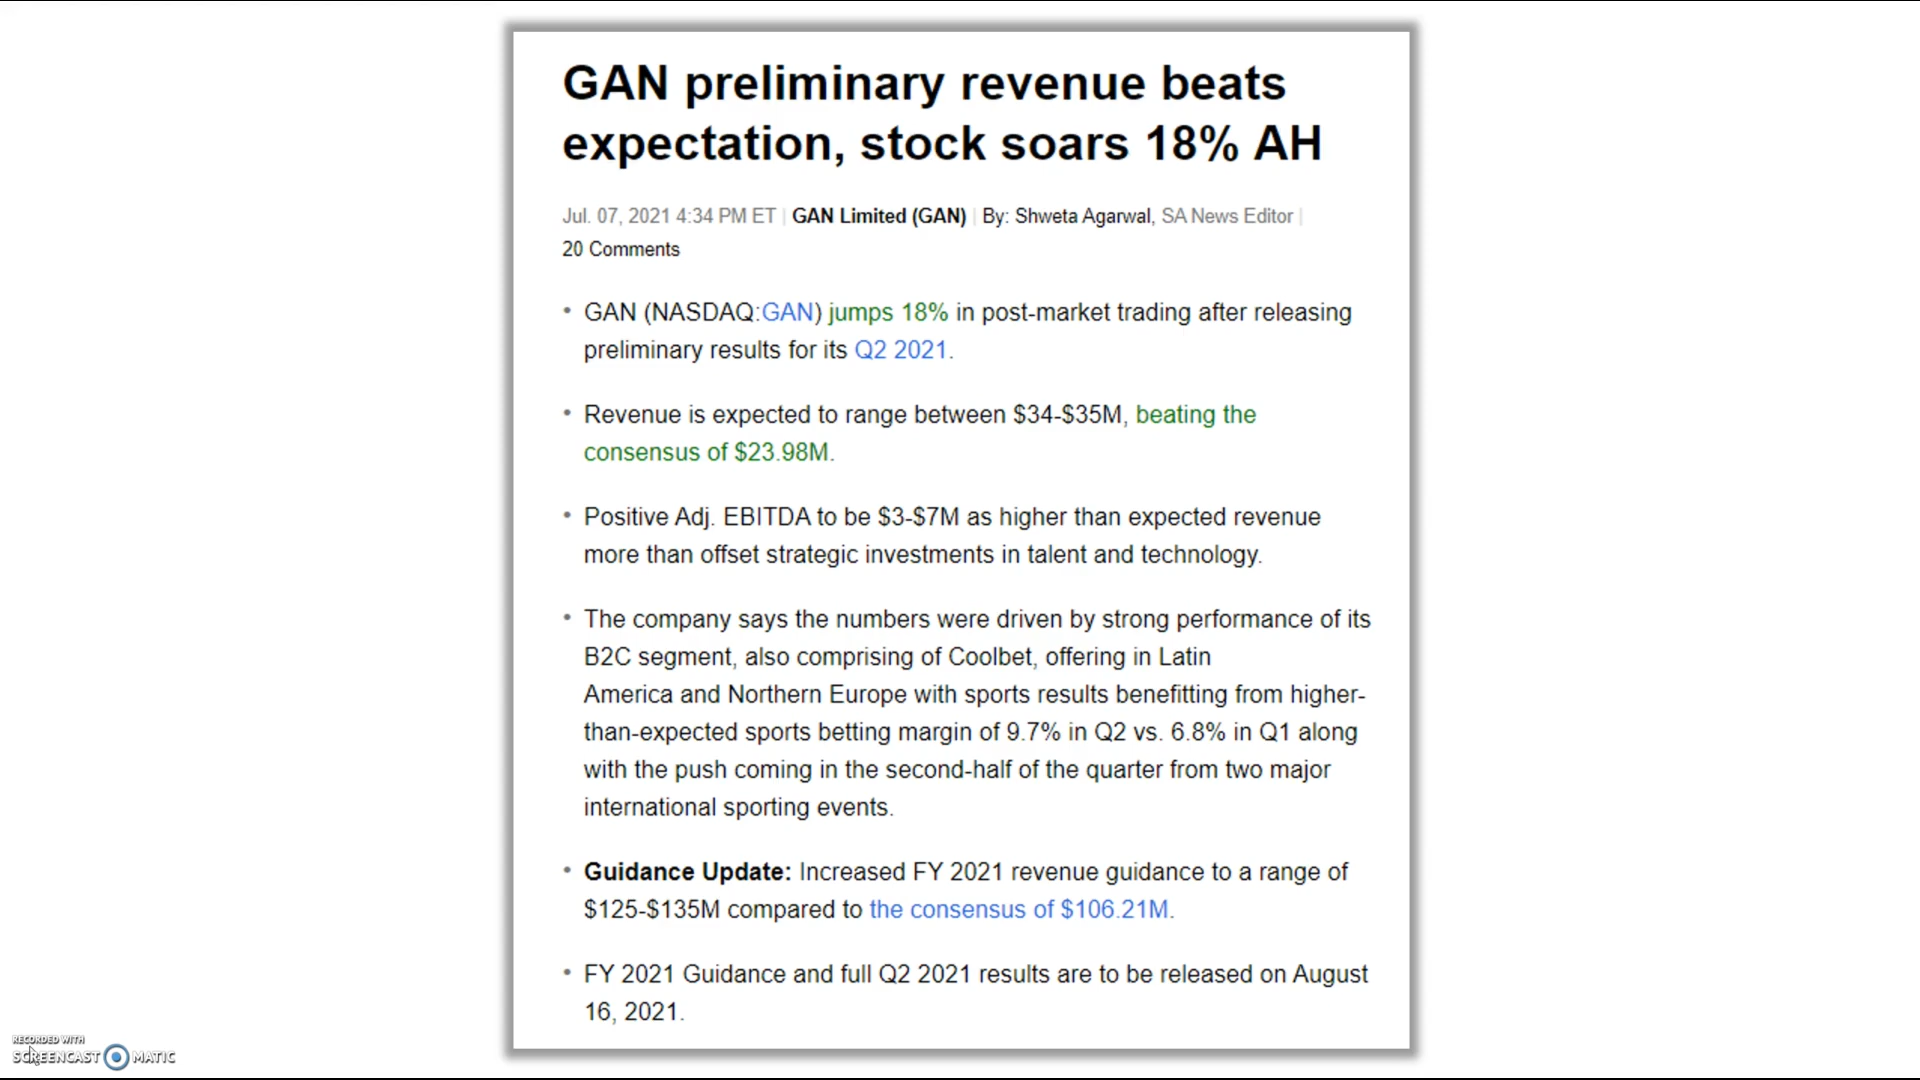 GAN preliminary revenue beats
expectation, stock soars 18% AH
Jul. 07, 2021 4:34 PM ET | GAN Limited (GAN) | By: Shweta Agarwal, SA News Editor |
20 Comments
• GAN (NASDAQ:GAN) jumps 18% in post-market trading after releasing
preliminary results for its Q2 2021.
• Revenue is expected to range between $34-$35M, beating the
consensus of $23.98M.
• Positive Adj. EBITDA to be $3-$7M as higher than expected revenue
more than offset strategic investments in talent and technology.
• The company says the numbers were driven by strong performance of its
B2C segment, also comprising of Coolbet, offering in Latin
America and Northern Europe with sports results benefitting from higher-
than-expected sports betting margin of 9.7% in Q2 vs. 6.8% in Q1 along
with the push coming in the second-half of the quarter from two major
international sporting events.
• Guidance Update: Increased FY 2021 revenue guidance to a range of
$125-$135M compared to the consensus of $106.21M.
• FY 2021 Guidance and full Q2 2021 results are to be released on August
16, 2021.
RECORDED WITH
SCREENCAST MATIC